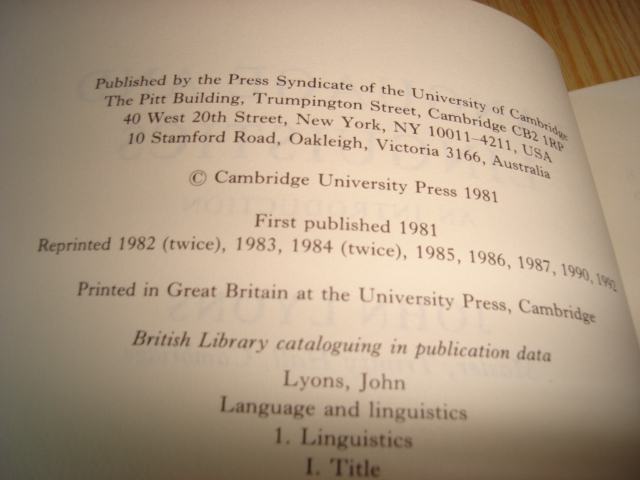 Published by the Press Syndicate of the University of Cambridge
The Pitt Building, Trumpington Street, Cambridge CB2 1RP
40 West 20th Street, New York, NY 10011–4211, USA
10 Stamford Road, Oakleigh, Victoria 3166, Australia
© Cambridge University Press 1981
First published 1981
Reprinted 1982 (twice), 1983, 1984 (twice), 1985, 1986, 1987, 1990, 1992
Printed in Great Britain at the University Press, Cambridge
British Library cataloguing in publication data
Lyons, John
Language and linguistics
1. Linguistics
I. Title